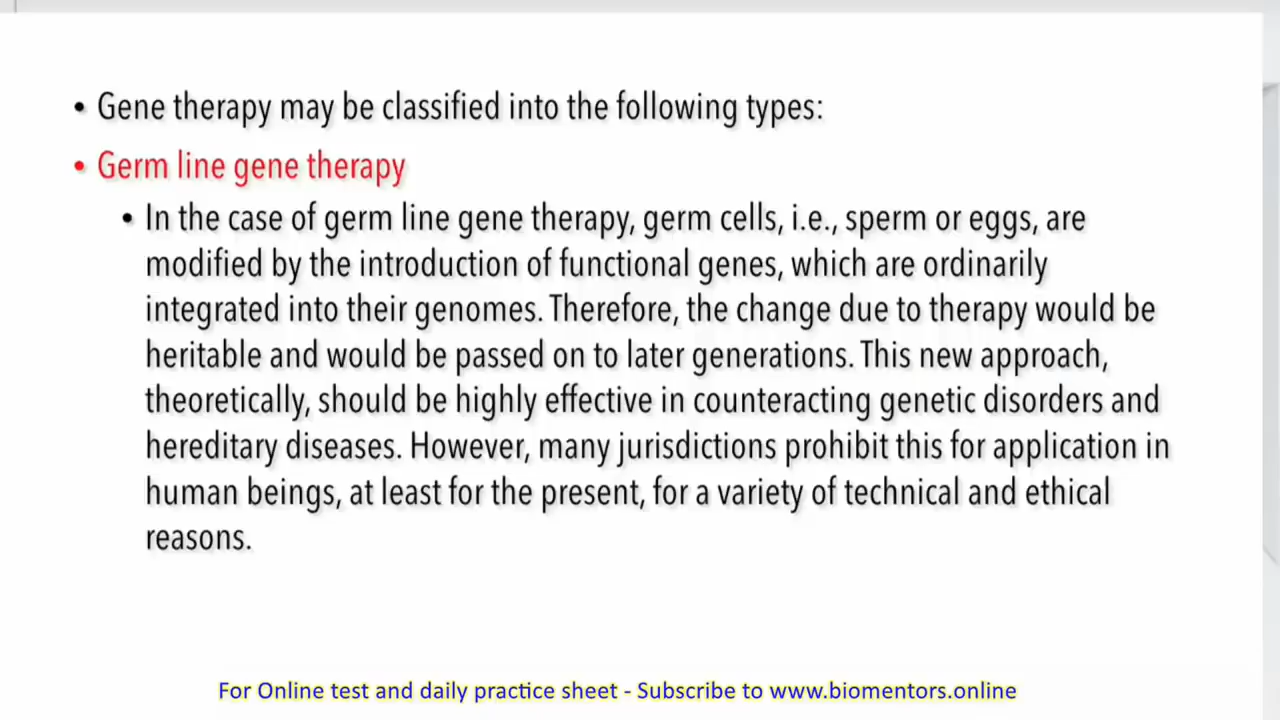 • Gene therapy may be classified into the following types:
• Germ line gene therapy
• In the case of germ line gene therapy, germ cells, i.e., sperm or eggs, are
modified by the introduction of functional genes, which are ordinarily
integrated into their genomes. Therefore, the change due to therapy would be
heritable and would be passed on to later generations. This new approach,
theoretically, should be highly effective in counteracting genetic disorders and
hereditary diseases. However, many jurisdictions prohibit this for application in
human beings, at least for the present, for a variety of technical and ethical
reasons.
For Online test and daily practice sheet - Subscribe to www.biomentors.online